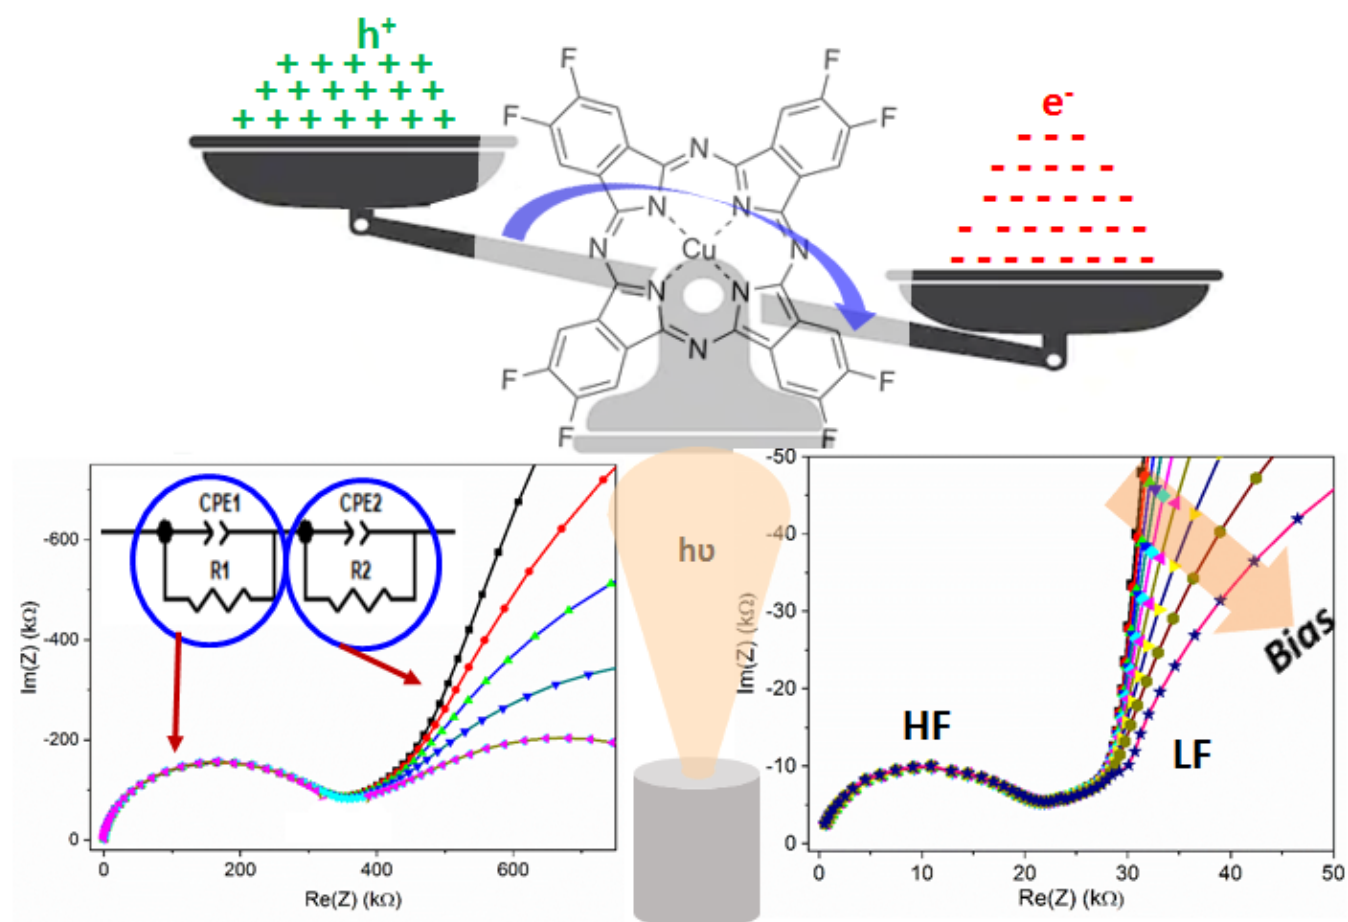 h⁺
+ + + + +
+ + + + + +
+ + + + + + +
e⁻
- - -
- - - - -
- - - - - -
- - - - - - -
- - - - - - - -
F
F
F
F
N
N
N
N
Cu
N
N
N
N
F
F
F
F
CPE1
CPE2
R1
R2
-600
-400
-200
0
Im(Z) (kΩ)
0
200
400
600
Re(Z) (kΩ)
hυ
-50
-40
-30
-20
-10
0
Im(Z) (kΩ)
HF
LF
Bias
0
10
20
30
40
50
Re(Z) (kΩ)